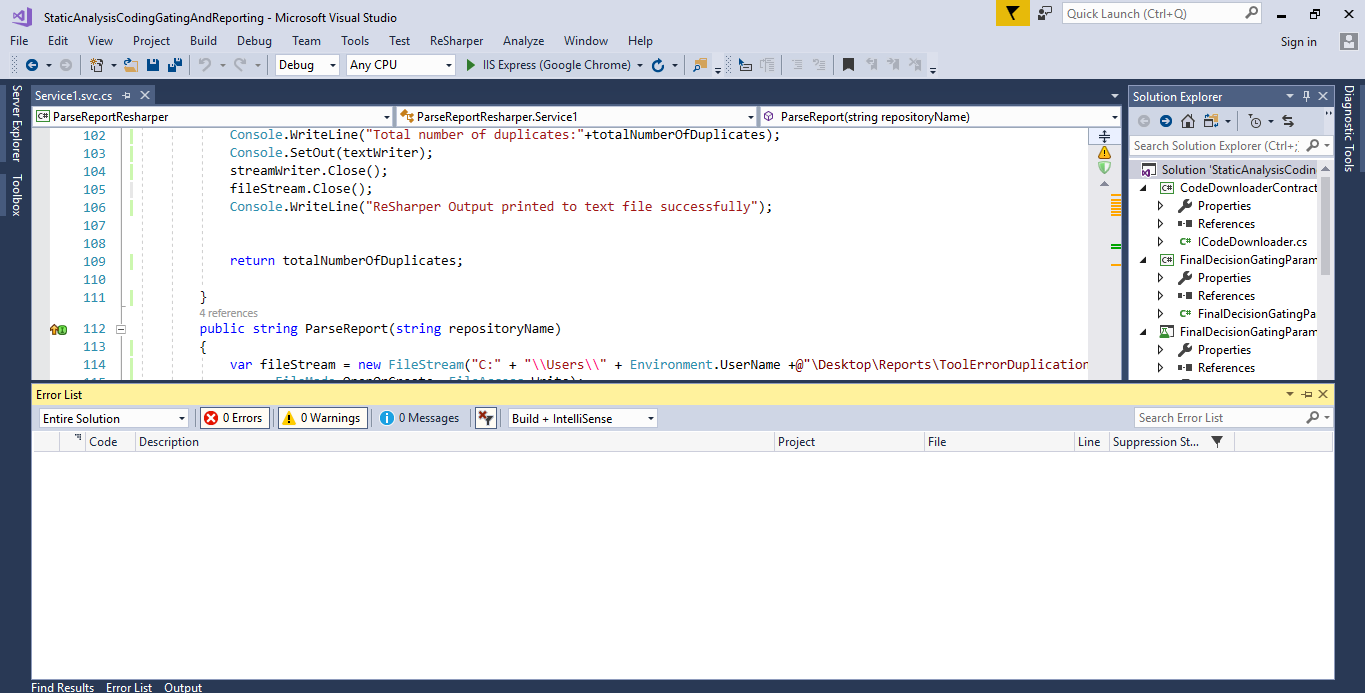 StaticAnalysisCodingGatingAndReporting - Microsoft Visual Studio
Quick Launch (Ctrl+Q)
File Edit View Project Build Debug Team Tools Test ReSharper Analyze Window Help
Sign in
Debug Any CPU IIS Express (Google Chrome)
Server Explorer
Toolbox
Service1.svc.cs
ParseReportResharper ParseReportResharper.Service1 ParseReport(string repositoryName)
102 Console.WriteLine("Total number of duplicates:"+totalNumberOfDuplicates);
103 Console.SetOut(textWriter);
104 streamWriter.Close();
105 fileStream.Close();
106 Console.WriteLine("ReSharper Output printed to text file successfully");
107
108
109 return totalNumberOfDuplicates;
110
111 }
4 references
112 public string ParseReport(string repositoryName)
113 {
114 var fileStream = new FileStream("C:" + "\\Users\\" + Environment.UserName +@"\Desktop\Reports\ToolErrorDuplication
115 FileMode.OpenOrCreate, FileAccess.Write);
Solution Explorer
Search Solution Explorer (Ctrl+;
Solution 'StaticAnalysisCodin
CodeDownloaderContract
Properties
References
ICodeDownloader.cs
FinalDecisionGatingParam
Properties
References
FinalDecisionGatingPa
FinalDecisionGatingParam
Properties
References
Diagnostic Tools
Error List
Entire Solution 0 Errors 0 Warnings 0 Messages Build + IntelliSense Search Error List
Code Description Project File Line Suppression St...
Find Results Error List Output